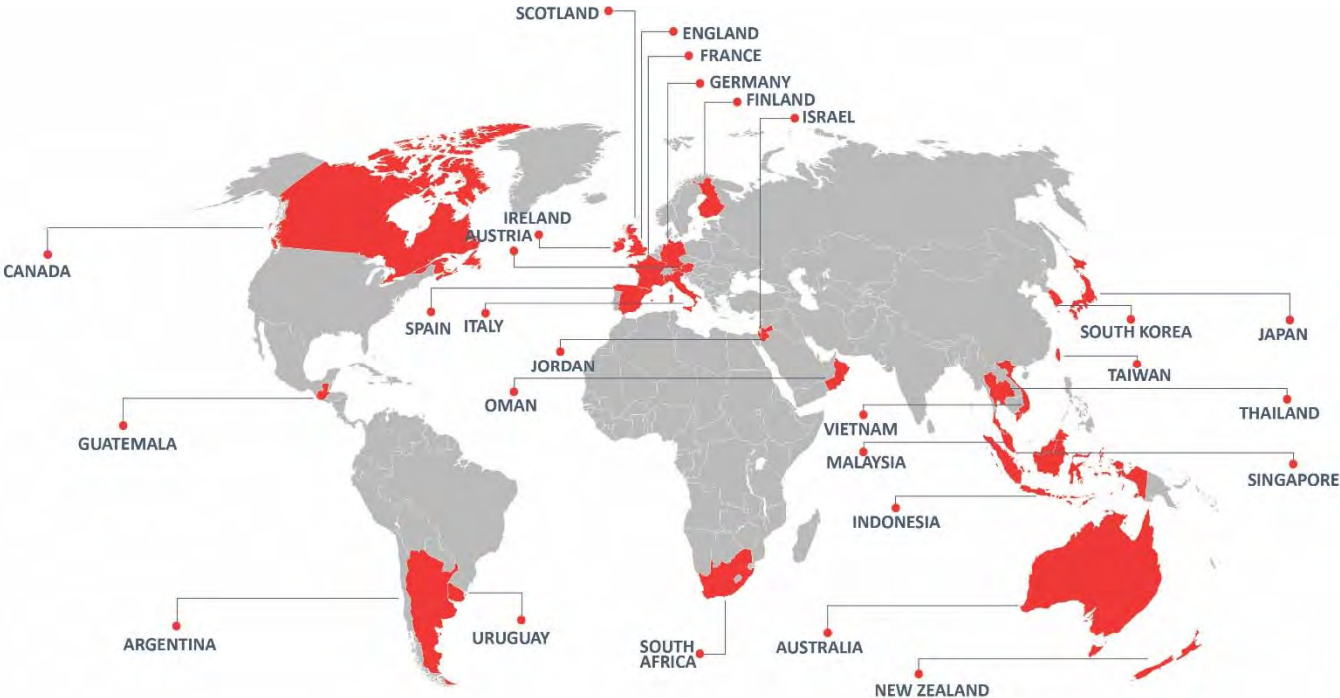 SCOTLAND
ENGLAND
FRANCE
GERMANY
FINLAND
ISRAEL
IRELAND
AUSTRIA
CANADA
SPAIN
ITALY
SOUTH KOREA
JAPAN
JORDAN
TAIWAN
OMAN
THAILAND
GUATEMALA
VIETNAM
MALAYSIA
SINGAPORE
INDONESIA
ARGENTINA
URUGUAY
SOUTH
AFRICA
AUSTRALIA
NEW ZEALAND